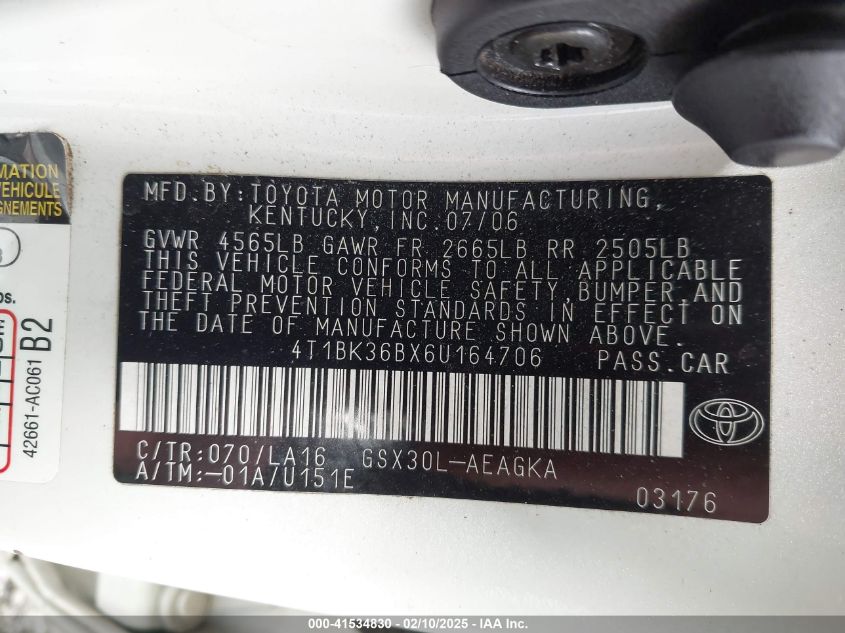 MFD.BY:TOYOTA MOTOR MANUFACTURING,
KENTUCKY,INC.07/06
GVWR 4565LB GAWR FR 2665LB RR 2505LB
THIS VEHICLE CONFORMS TO ALL APPLICABLE
FEDERAL MOTOR VEHICLE SAFETY,BUMPER,AND
THEFT PREVENTION STANDARDS IN EFFECT ON
THE DATE OF MANUFACTURE SHOWN ABOVE.
4T1BK36BX6U164706 PASS.CAR
C/TR:070/LA16 GSX30L-AEAGKA
A/TM:-01A/U151E
03176
MATION
VEHICULE
GNEMENTS
os.
42661-AC061 B2
000-41534830 - 02/10/2025 - IAA Inc.